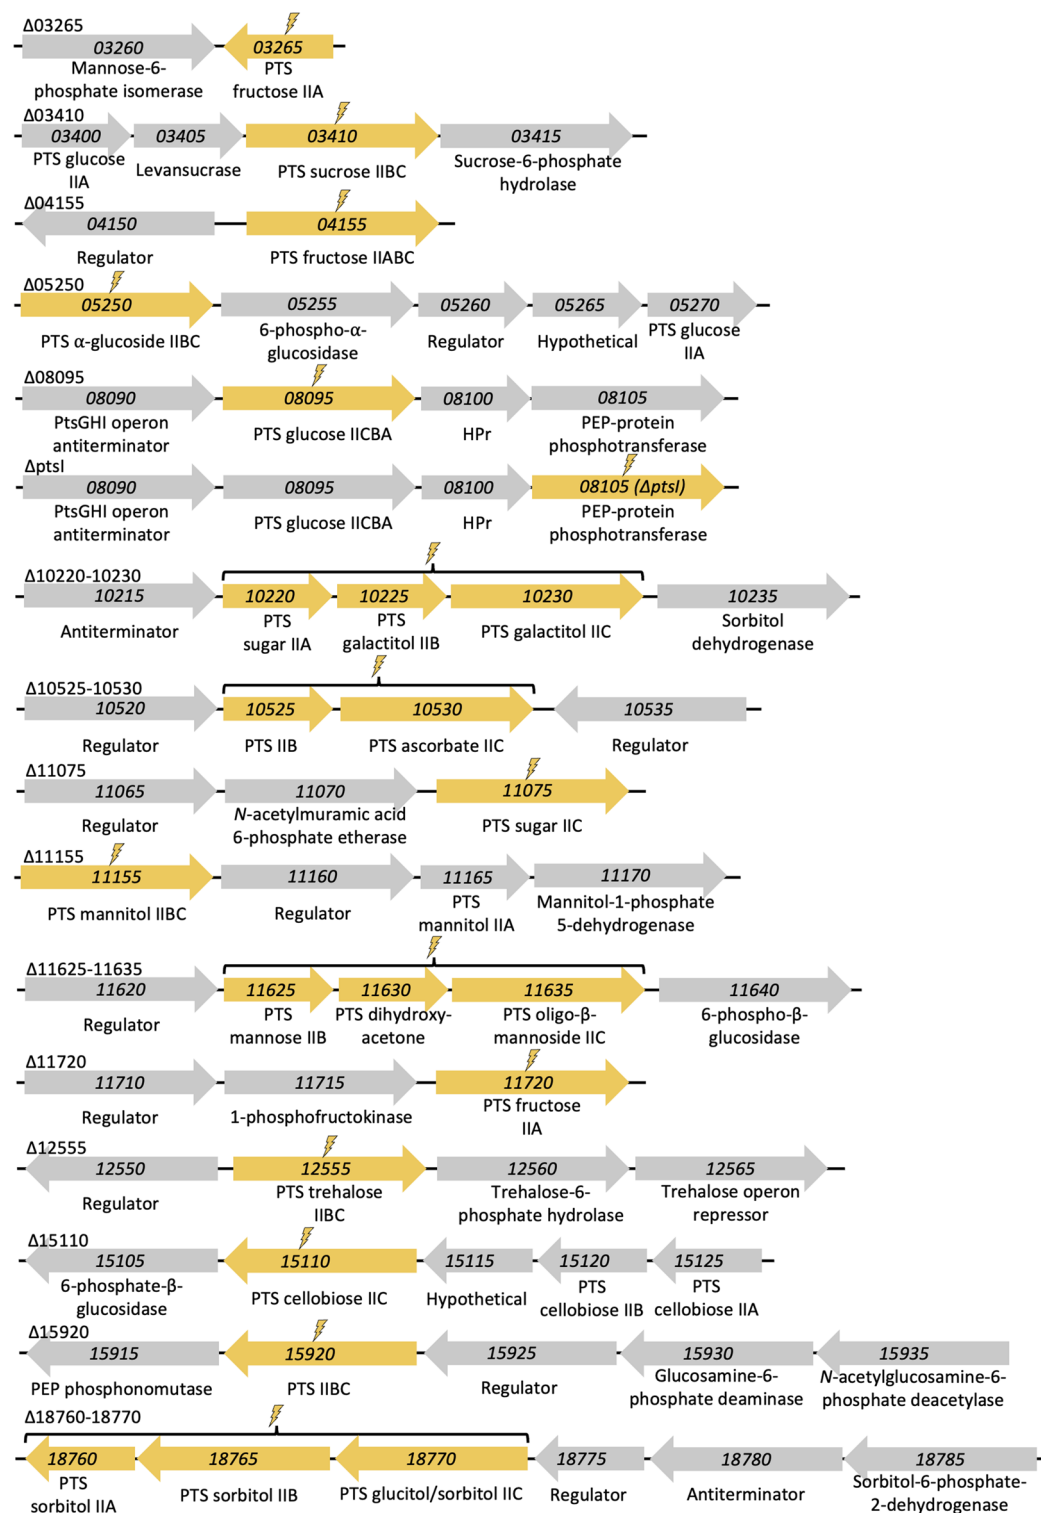 Δ03265
03260 03265
Mannose-6- PTS
phosphate isomerase fructose IIA
Δ03410
03400 03405 03410 03415
PTS glucose Levansucrase PTS sucrose IIBC Sucrose-6-phosphate
IIA hydrolase
Δ04155
04150 04155
Regulator PTS fructose IIABC
Δ05250
05250 05255 05260 05265 05270
PTS α-glucoside IIBC 6-phospho-α- Regulator Hypothetical PTS glucose
glucosidase IIA
Δ08095
08090 08095 08100 08105
PtsGHI operon PTS glucose IICBA HPr PEP-protein
antiterminator phosphotransferase
ΔptsI
08090 08095 08100 08105 (ΔptsI)
PtsGHI operon PTS glucose IICBA HPr PEP-protein
antiterminator phosphotransferase
Δ10220-10230
10215 10220 10225 10230 10235
Antiterminator PTS PTS PTS galactitol IIC Sorbitol
sugar IIA galactitol IIB dehydrogenase
Δ10525-10530
10520 10525 10530 10535
Regulator PTS IIB PTS ascorbate IIC Regulator
Δ11075
11065 11070 11075
Regulator N-acetylmuramic acid PTS sugar IIC
6-phosphate etherase
Δ11155
11155 11160 11165 11170
PTS mannitol IIBC Regulator PTS Mannitol-1-phosphate
mannitol IIA 5-dehydrogenase
Δ11625-11635
11620 11625 11630 11635 11640
Regulator PTS PTS dihydroxy- PTS oligo-β- 6-phospho-β-
mannose IIB acetone mannoside IIC glucosidase
Δ11720
11710 11715 11720
Regulator 1-phosphofructokinase PTS fructose
IIA
Δ12555
12550 12555 12560 12565
Regulator PTS trehalose Trehalose-6- Trehalose operon
IIBC phosphate hydrolase repressor
Δ15110
15105 15110 15115 15120 15125
6-phosphate-β- PTS cellobiose IIC Hypothetical PTS PTS
glucosidase cellobiose IIB cellobiose IIA
Δ15920
15915 15920 15925 15930 15935
PEP phosphonomutase PTS IIBC Regulator Glucosamine-6- N-acetylglucosamine-6-
phosphate deaminase phosphate deacetylase
Δ18760-18770
18760 18765 18770 18775 18780 18785
PTS PTS sorbitol IIB PTS glucitol/sorbitol IIC Regulator Antiterminator Sorbitol-6-phosphate-
sorbitol IIA 2-dehydrogenase